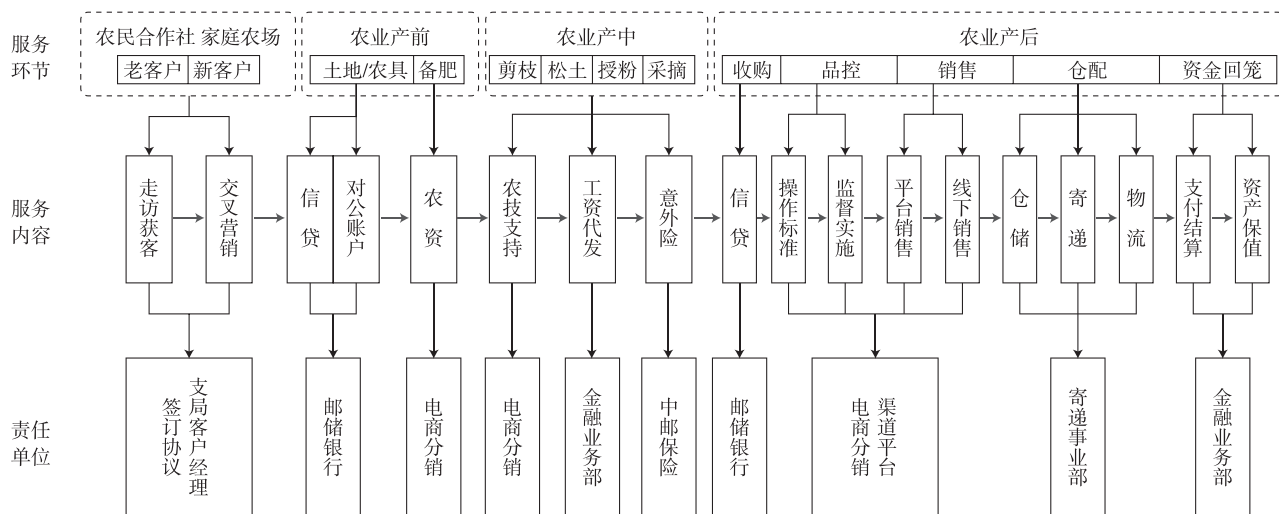 服务
环节
农民合作社 家庭农场
老客户 新客户
农业产前
土地/农具 备肥
农业产中
剪枝 松土 授粉 采摘
农业产后
收购 品控 销售 仓配 资金回笼
服务
内容
走访获客
交叉营销
信贷
对公账户
农资
农技支持
工资代发
意外险
信贷
操作标准
监督实施
平台销售
线下销售
仓储
寄递
物流
支付结算
资产保值
责任
单位
支局客户经理
签订协议
邮储银行
电商分销
电商分销
金融业务部
中邮保险
邮储银行
渠道平台
电商分销
寄递事业部
金融业务部